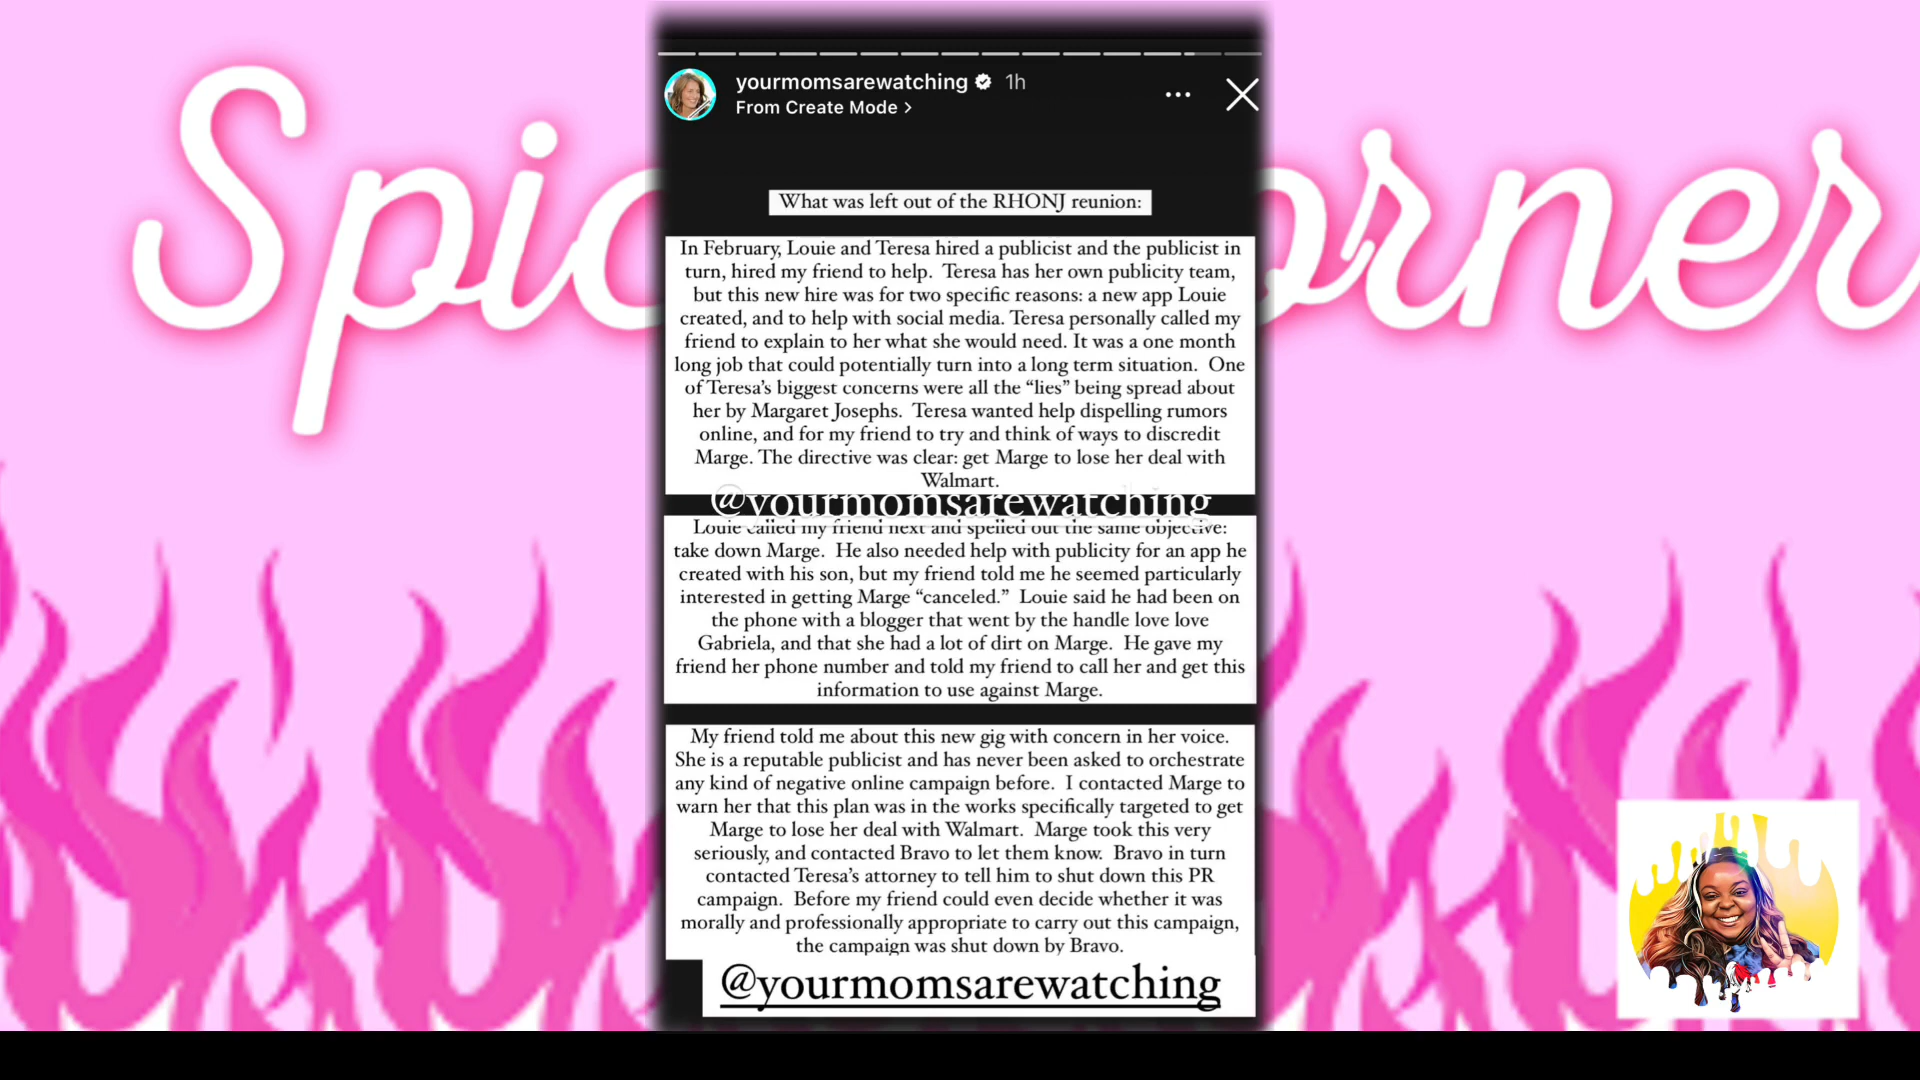 Spic
orner
yourmomsarewatching 1h
From Create Mode >
What was left out of the RHONJ reunion:
In February, Louie and Teresa hired a publicist and the publicist in
turn, hired my friend to help. Teresa has her own publicity team,
but this new hire was for two specific reasons: a new app Louie
created, and to help with social media. Teresa personally called my
friend to explain to her what she would need. It was a one month
long job that could potentially turn into a long term situation. One
of Teresa's biggest concerns were all the “lies” being spread about
her by Margaret Josephs. Teresa wanted help dispelling rumors
online, and for my friend to try and think of ways to discredit
Marge. The directive was clear: get Marge to lose her deal with
Walmart.
@yourmomsarewatching
Louie called my friend next and spelled out the same objective:
take down Marge. He also needed help with publicity for an app he
created with his son, but my friend told me he seemed particularly
interested in getting Marge “canceled.” Louie said he had been on
the phone with a blogger that went by the handle love love
Gabriela, and that she had a lot of dirt on Marge. He gave my
friend her phone number and told my friend to call her and get this
information to use against Marge.
My friend told me about this new gig with concern in her voice.
She is a reputable publicist and has never been asked to orchestrate
any kind of negative online campaign before. I contacted Marge to
warn her that this plan was in the works specifically targeted to get
Marge to lose her deal with Walmart. Marge took this very
seriously, and contacted Bravo to let them know. Bravo in turn
contacted Teresa's attorney to tell him to shut down this PR
campaign. Before my friend could even decide whether it was
morally and professionally appropriate to carry out this campaign,
the campaign was shut down by Bravo.
@yourmomsarewatching